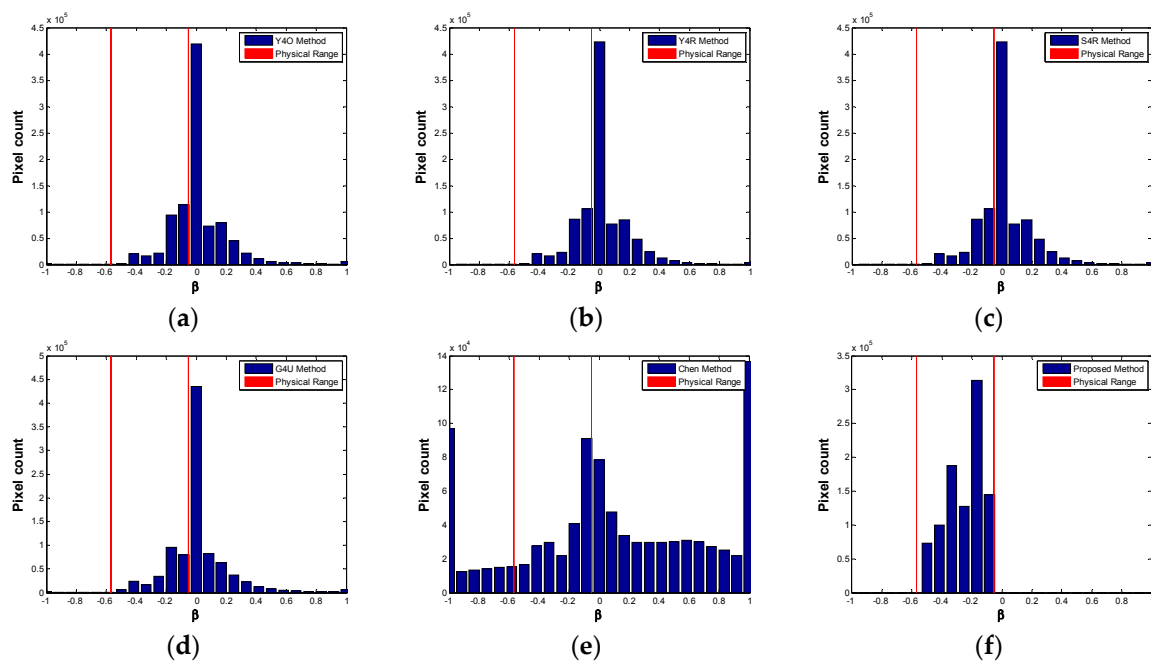 x 10^5
4.5
4
3.5
3
2.5
2
1.5
1
0.5
0
Pixel count
-1 -0.8 -0.6 -0.4 -0.2 0 0.2 0.4 0.6 0.8 1
β
Y4O Method
Physical Range
(a)
x 10^5
4.5
4
3.5
3
2.5
2
1.5
1
0.5
0
Pixel count
-1 -0.8 -0.6 -0.4 -0.2 0 0.2 0.4 0.6 0.8 1
β
Y4R Method
Physical Range
(b)
x 10^5
4.5
4
3.5
3
2.5
2
1.5
1
0.5
0
Pixel count
-1 -0.8 -0.6 -0.4 -0.2 0 0.2 0.4 0.6 0.8
β
S4R Method
Physical Range
(c)
x 10^5
5
4.5
4
3.5
3
2.5
2
1.5
1
0.5
0
Pixel count
-1 -0.8 -0.6 -0.4 -0.2 0 0.2 0.4 0.6 0.8 1
β
G4U Method
Physical Range
(d)
x 10^4
14
12
10
8
6
4
2
0
Pixel count
-1 -0.8 -0.6 -0.4 -0.2 0 0.2 0.4 0.6 0.8 1
β
Chen Method
Physical Range
(e)
x 10^5
3.5
3
2.5
2
1.5
1
0.5
0
Pixel count
-1 -0.8 -0.6 -0.4 -0.2 0 0.2 0.4 0.6 0.8
β
Proposed Method
Physical Range
(f)